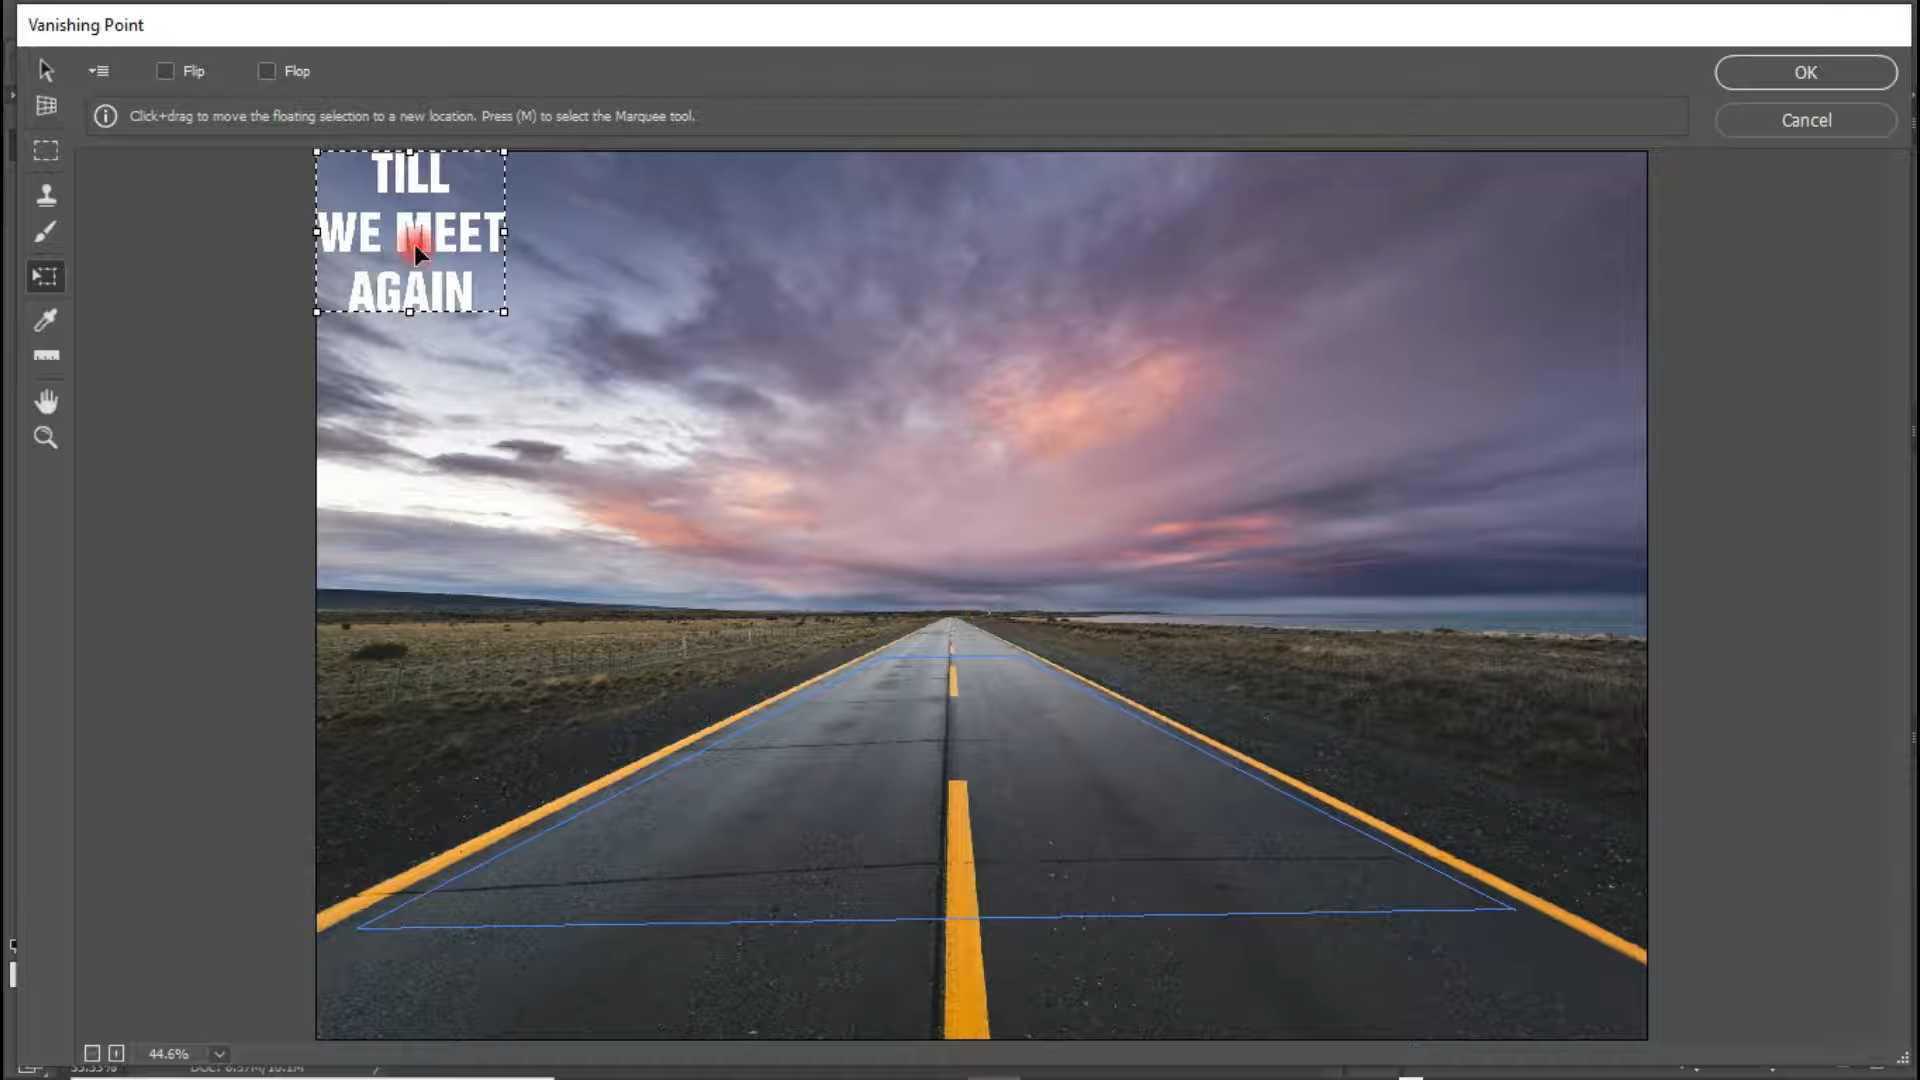 Vanishing Point
Flip
Flop
OK
Click+drag to move the floating selection to a new location. Press (M) to select the Marquee tool.
Cancel
TILL
WE MEET
AGAIN
44.6%